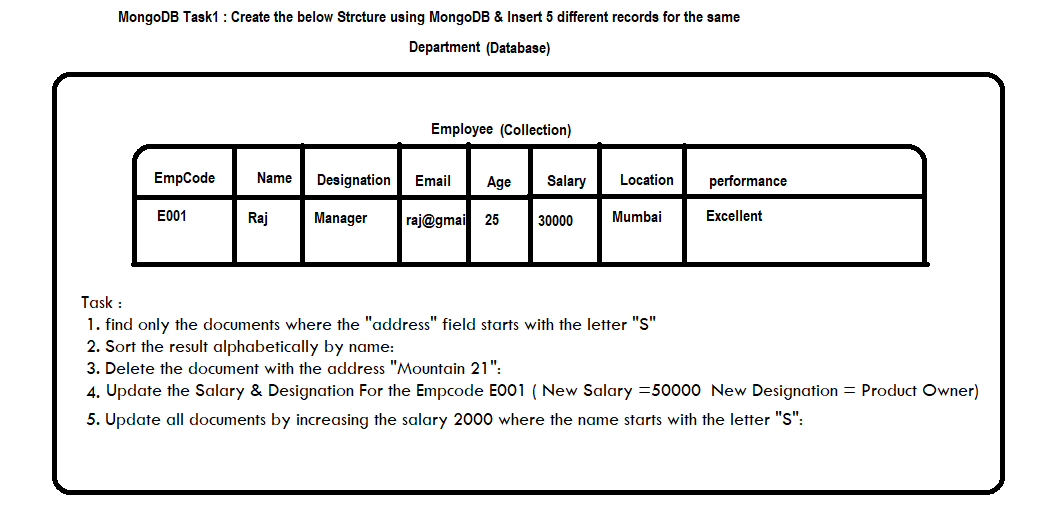 MongoDB Task1 : Create the below Strcture using MongoDB & Insert 5 different records for the same
Department (Database)
Employee (Collection)
EmpCode Name Designation Email Age Salary Location performance
E001 Raj Manager raj@gmai 25 30000 Mumbai Excellent
Task :
1. find only the documents where the "address" field starts with the letter "S"
2. Sort the result alphabetically by name:
3. Delete the document with the address "Mountain 21":
4. Update the Salary & Designation For the Empcode E001 ( New Salary =50000 New Designation = Product Owner)
5. Update all documents by increasing the salary 2000 where the name starts with the letter "S":